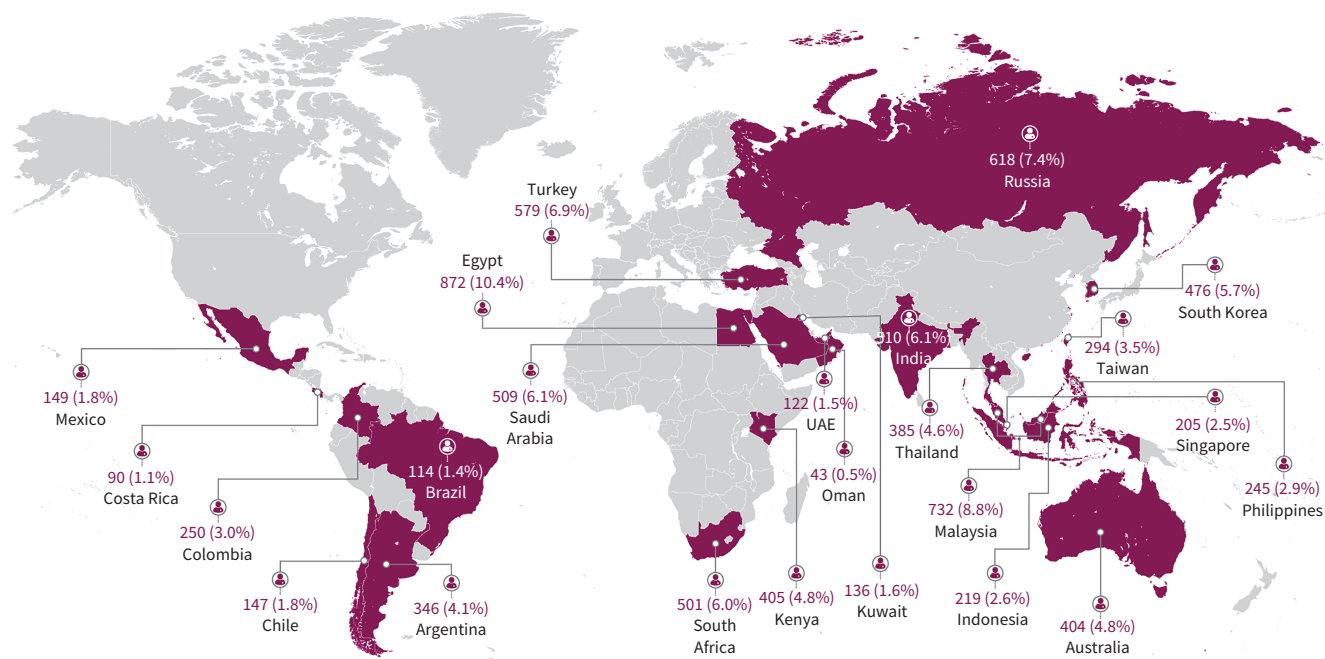 618 (7.4%)
Russia
Turkey
579 (6.9%)
Egypt
872 (10.4%)
476 (5.7%)
South Korea
510 (6.1%)
India
294 (3.5%)
Taiwan
149 (1.8%)
Mexico
509 (6.1%)
Saudi
Arabia
122 (1.5%)
UAE
385 (4.6%)
Thailand
205 (2.5%)
Singapore
114 (1.4%)
Brazil
90 (1.1%)
Costa Rica
43 (0.5%)
Oman
732 (8.8%)
Malaysia
245 (2.9%)
Philippines
250 (3.0%)
Colombia
147 (1.8%)
Chile
346 (4.1%)
Argentina
501 (6.0%)
South
Africa
405 (4.8%)
Kenya
136 (1.6%)
Kuwait
219 (2.6%)
Indonesia
404 (4.8%)
Australia